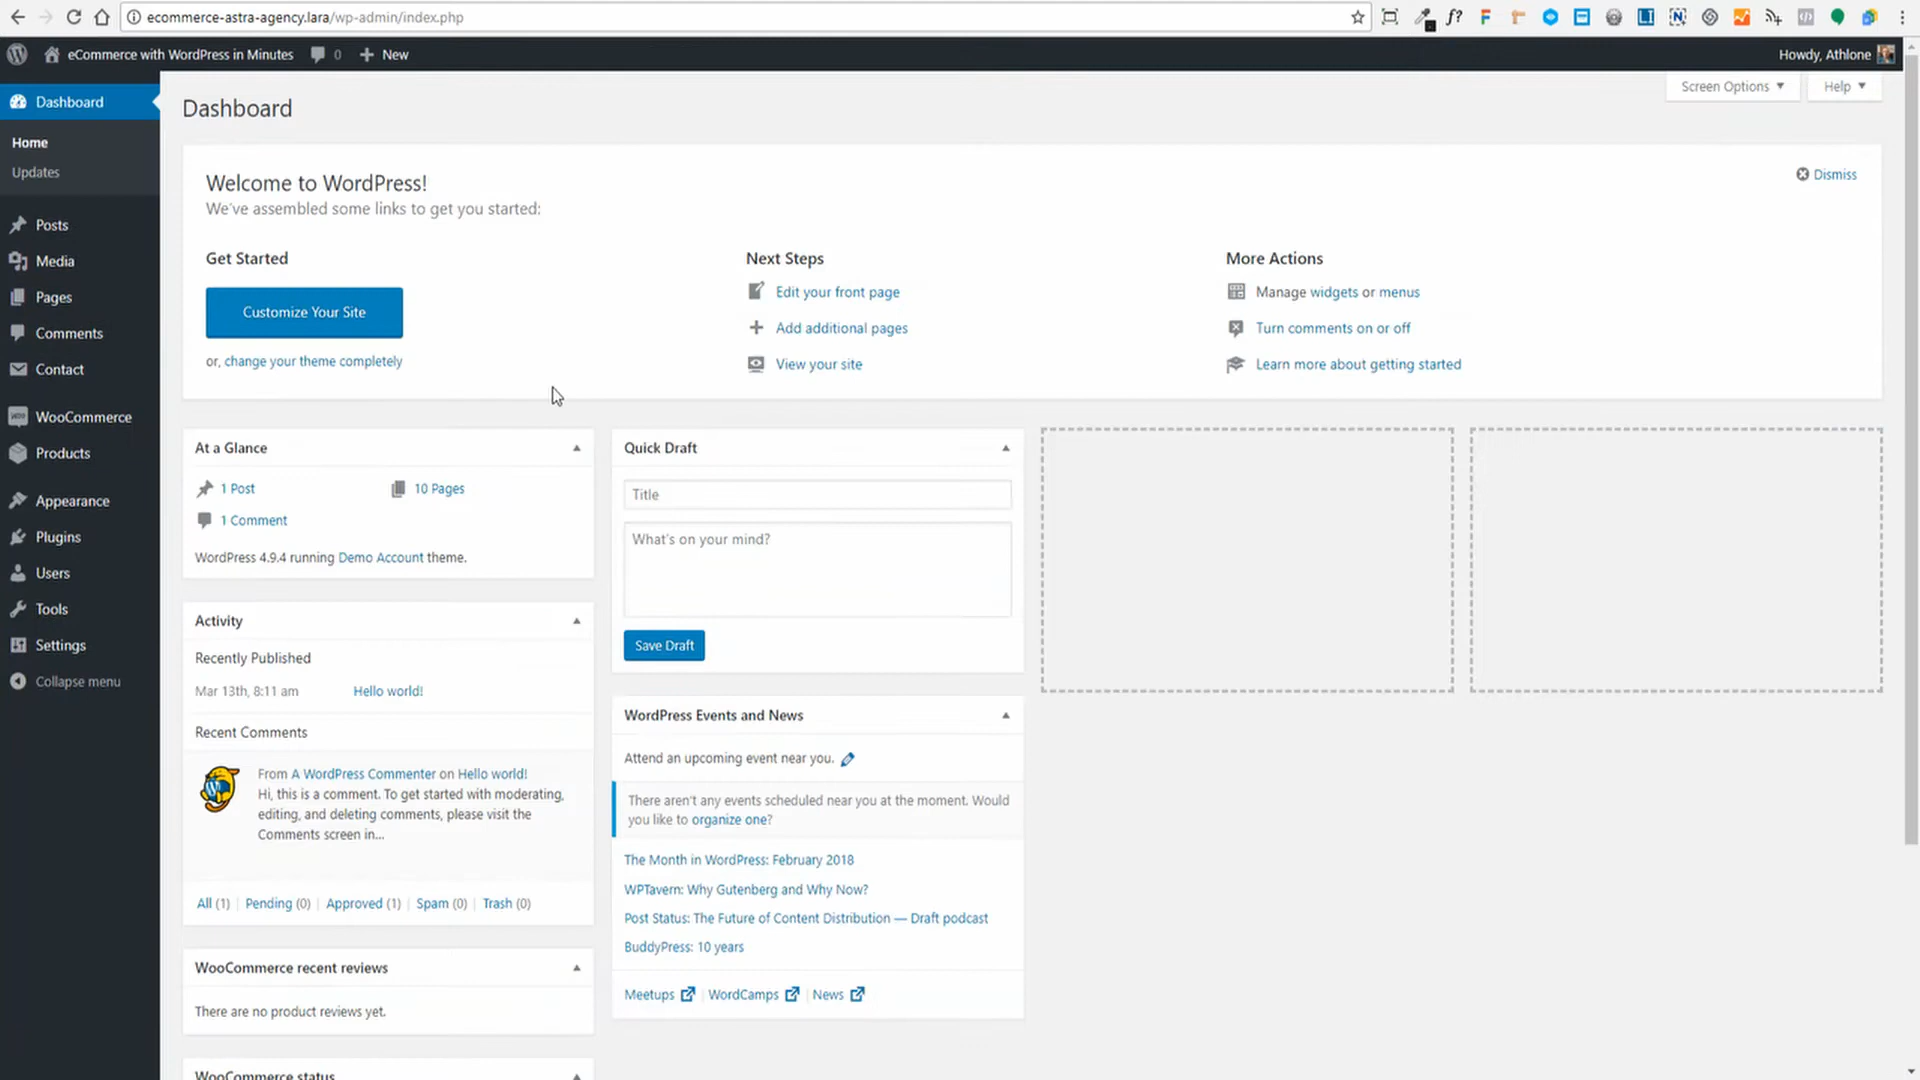 ecommerce-astra-agency.lara/wp-admin/index.php
eCommerce with WordPress in Minutes 0 New
Howdy, Athlone
Dashboard
Home
Updates
Posts
Media
Pages
Comments
Contact
WooCommerce
Products
Appearance
Plugins
Users
Tools
Settings
Collapse menu
Screen Options
Help
Dashboard
Welcome to WordPress!
We've assembled some links to get you started:
Dismiss
Get Started
Customize Your Site
or, change your theme completely
Next Steps
Edit your front page
Add additional pages
View your site
More Actions
Manage widgets or menus
Turn comments on or off
Learn more about getting started
At a Glance
1 Post
10 Pages
1 Comment
WordPress 4.9.4 running Demo Account theme.
Activity
Recently Published
Mar 13th, 8:11 am Hello world!
Recent Comments
From A WordPress Commenter on Hello world!
Hi, this is a comment. To get started with moderating,
editing, and deleting comments, please visit the
Comments screen in...
All (1) | Pending (0) | Approved (1) | Spam (0) | Trash (0)
WooCommerce recent reviews
There are no product reviews yet.
WooCommerce status
Quick Draft
Title
What's on your mind?
Save Draft
WordPress Events and News
Attend an upcoming event near you.
There aren't any events scheduled near you at the moment. Would
you like to organize one?
The Month in WordPress: February 2018
WPTavern: Why Gutenberg and Why Now?
Post Status: The Future of Content Distribution — Draft podcast
BuddyPress: 10 years
Meetups | WordCamps | News